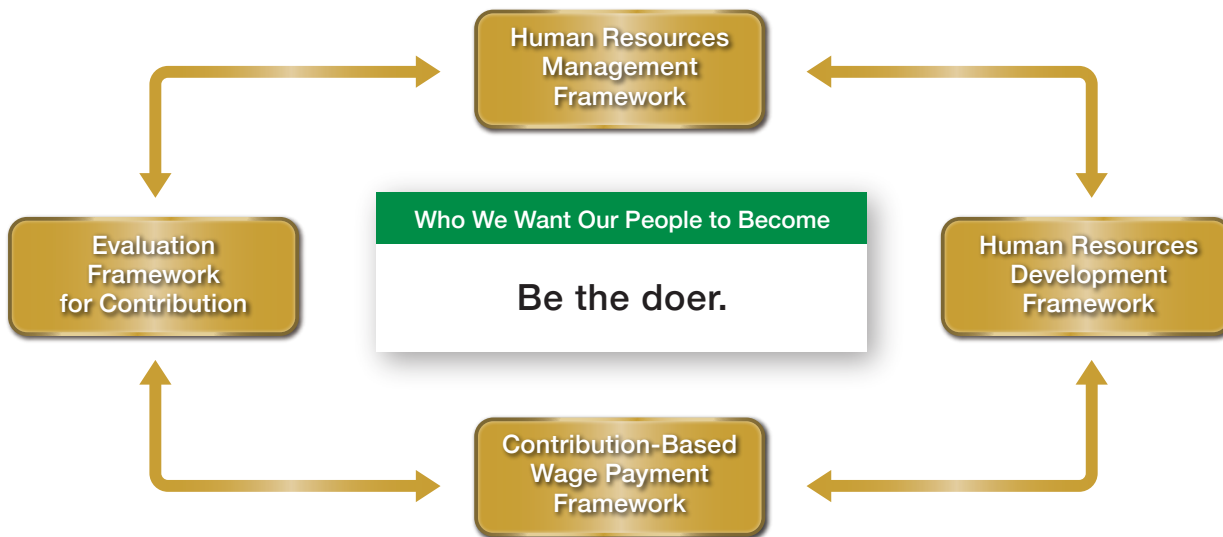 Human Resources
Management
Framework
Who We Want Our People to Become
Be the doer.
Evaluation
Framework
for Contribution
Human Resources
Development
Framework
Contribution-Based
Wage Payment
Framework